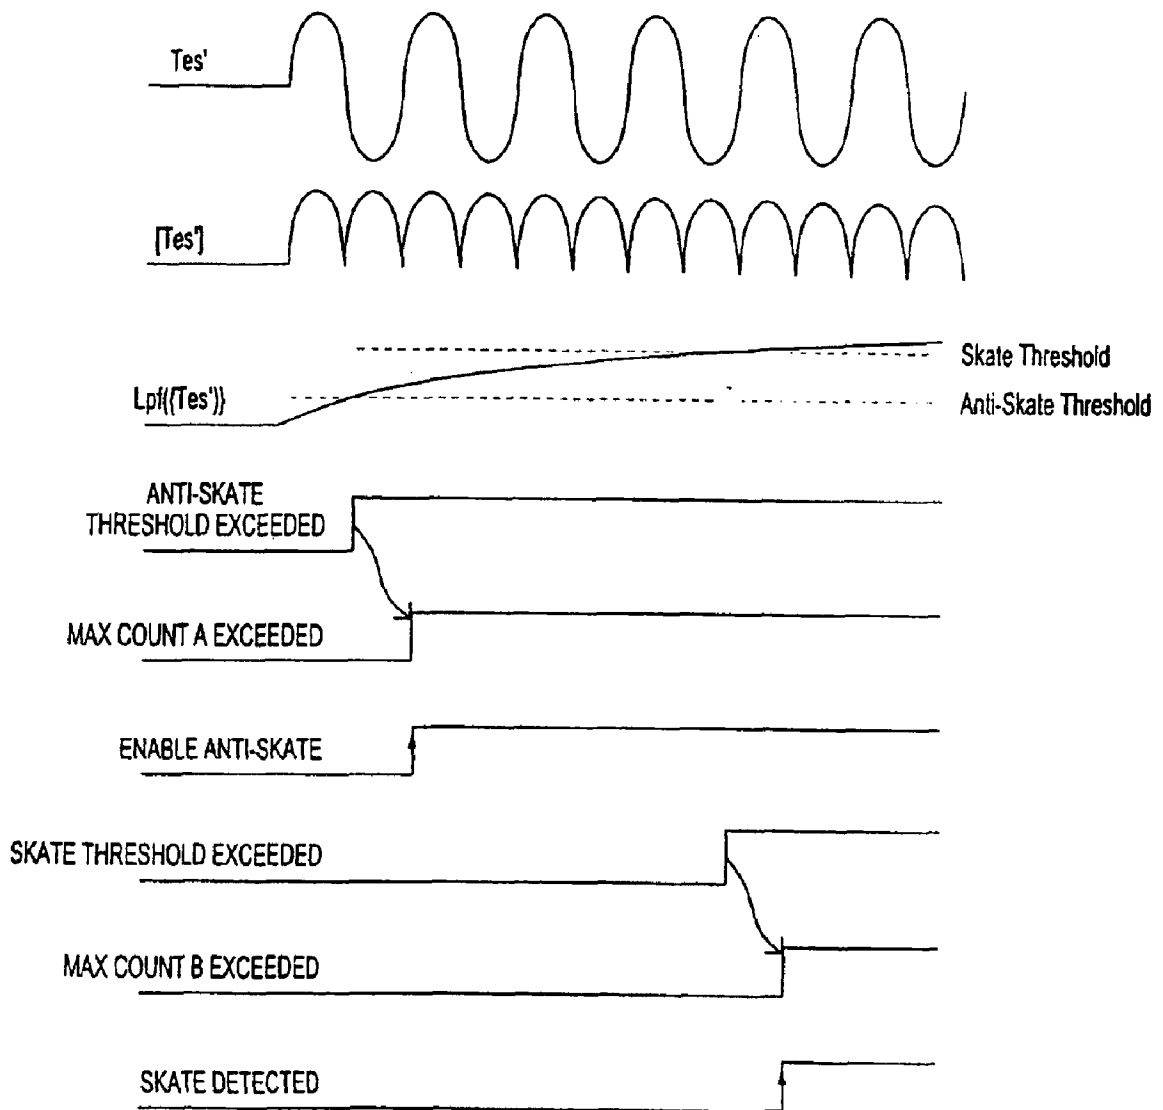 Tes'
[Tes']
Skate Threshold
Lpf({Tes')}
Anti-Skate Threshold
ANTI-SKATE
THRESHOLD EXCEEDED
MAX COUNT A EXCEEDED
ENABLE ANTI-SKATE
SKATE THRESHOLD EXCEEDED
MAX COUNT B EXCEEDED
SKATE DETECTED